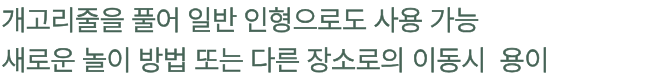 개고리줄을 풀어 일반 인형으로도 사용 가능
새로운 놀이 방법 또는 다른 장소로의 이동시 용이